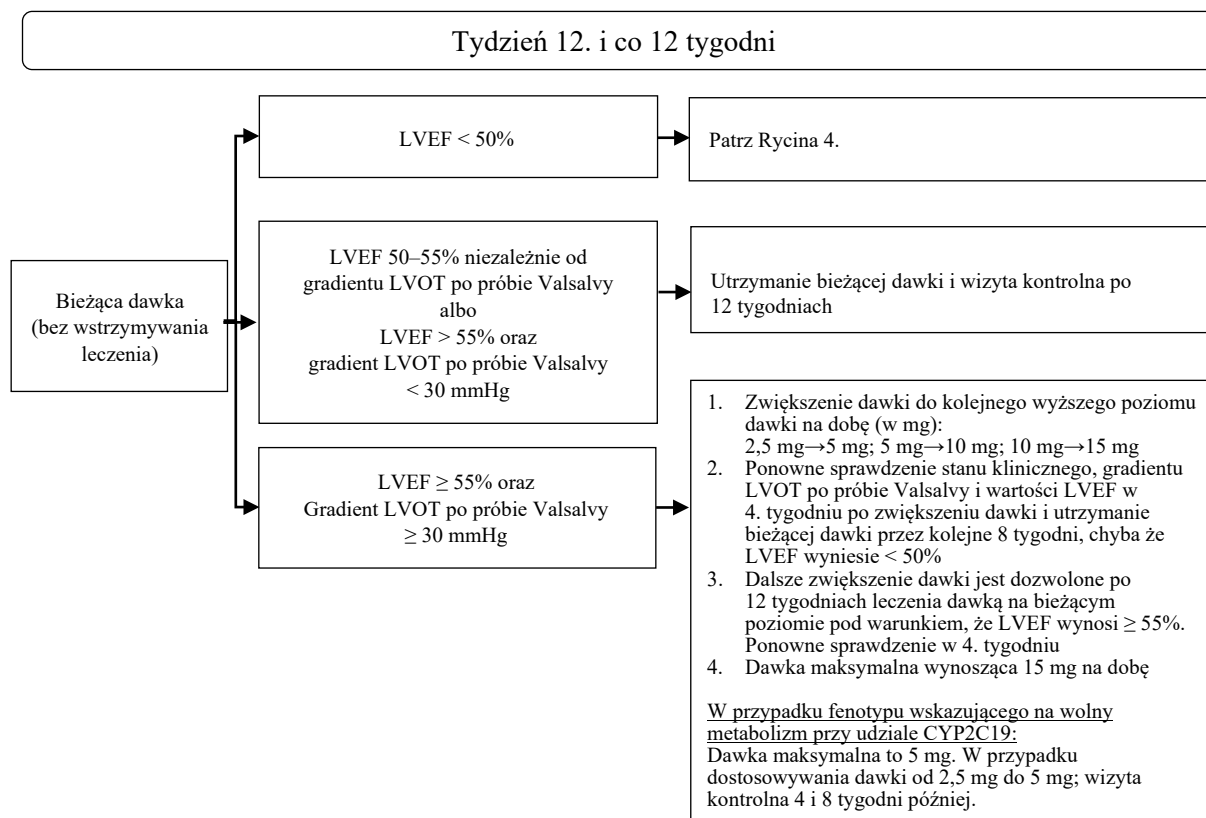 Tydzień 12. i co 12 tygodni
LVEF < 50%
Patrz Rycina 4.
Bieżąca dawka
(bez wstrzymywania
leczenia)
LVEF 50–55% niezależnie od
gradientu LVOT po próbie Valsalvy
albo
LVEF > 55% oraz
gradient LVOT po próbie Valsalvy
< 30 mmHg
Utrzymanie bieżącej dawki i wizyta kontrolna po
12 tygodniach
LVEF ≥ 55% oraz
Gradient LVOT po próbie Valsalvy
≥ 30 mmHg
1. Zwiększenie dawki do kolejnego wyższego poziomu
dawki na dobę (w mg):
2,5 mg→5 mg; 5 mg→10 mg; 10 mg→15 mg
2. Ponowne sprawdzenie stanu klinicznego, gradientu
LVOT po próbie Valsalvy i wartości LVEF w
4. tygodniu po zwiększeniu dawki i utrzymanie
bieżącej dawki przez kolejne 8 tygodni, chyba że
LVEF wyniesie < 50%
3. Dalsze zwiększenie dawki jest dozwolone po
12 tygodniach leczenia dawką na bieżącym
poziomie pod warunkiem, że LVEF wynosi ≥ 55%.
Ponowne sprawdzenie w 4. tygodniu
4. Dawka maksymalna wynosząca 15 mg na dobę
W przypadku fenotypu wskazującego na wolny
metabolizm przy udziale CYP2C19:
Dawka maksymalna to 5 mg. W przypadku
dostosowywania dawki od 2,5 mg do 5 mg; wizyta
kontrolna 4 i 8 tygodni później.